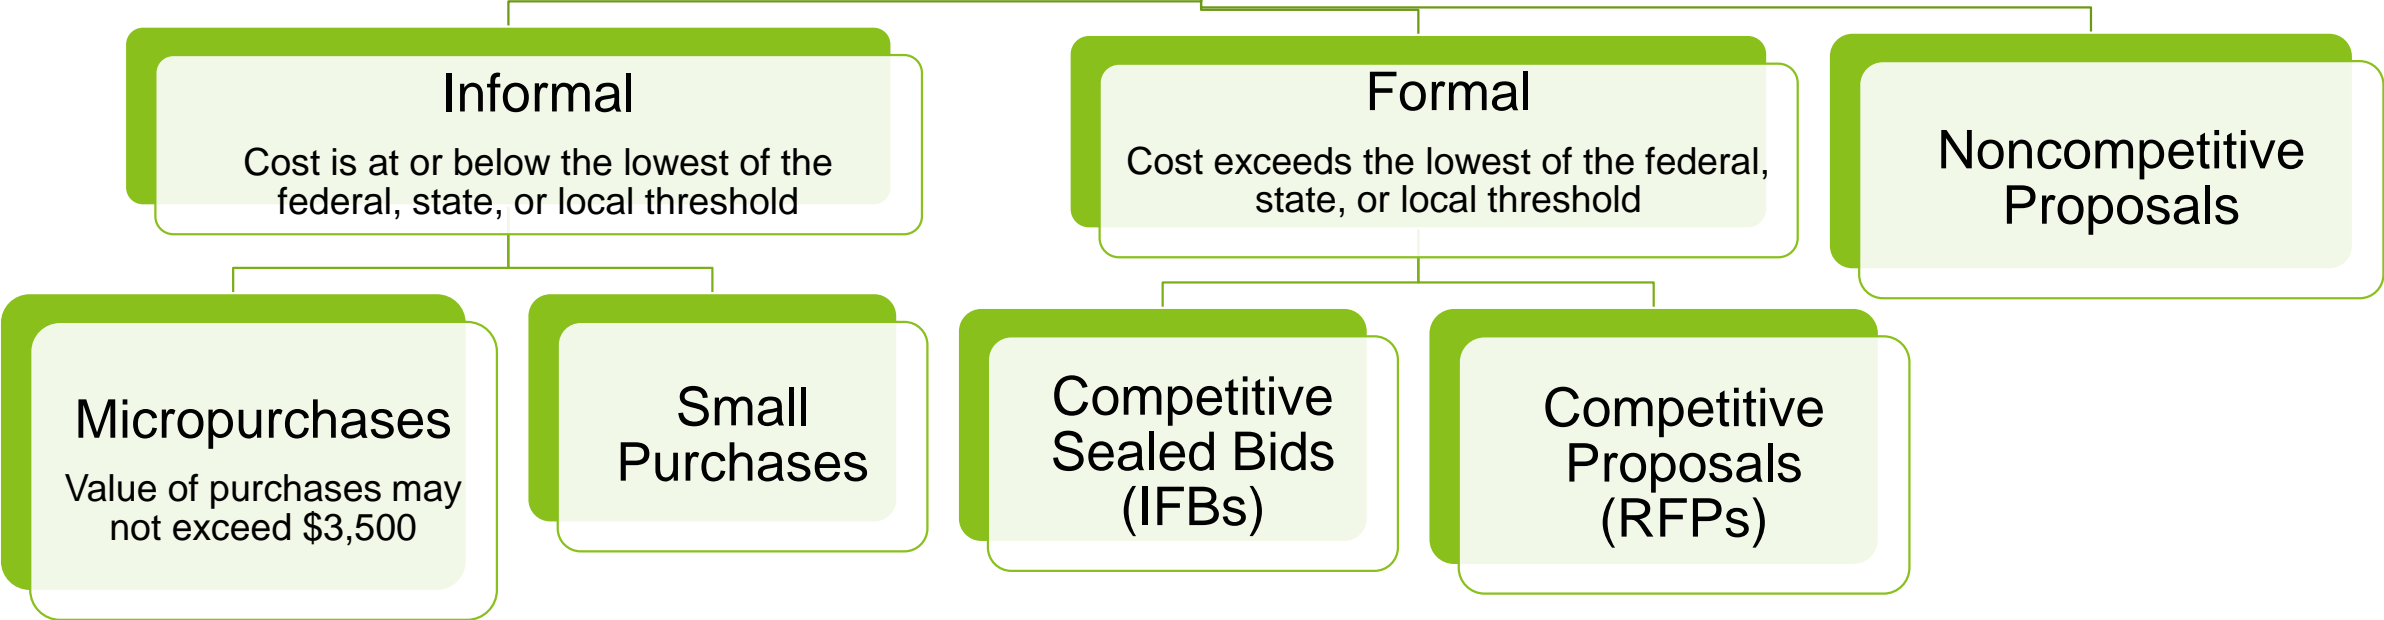 Informal
Cost is at or below the lowest of the
federal, state, or local threshold
Formal
Cost exceeds the lowest of the federal,
state, or local threshold
Noncompetitive
Proposals
Micropurchases
Value of purchases may
not exceed $3,500
Small
Purchases
Competitive
Sealed Bids
(IFBs)
Competitive
Proposals
(RFPs)